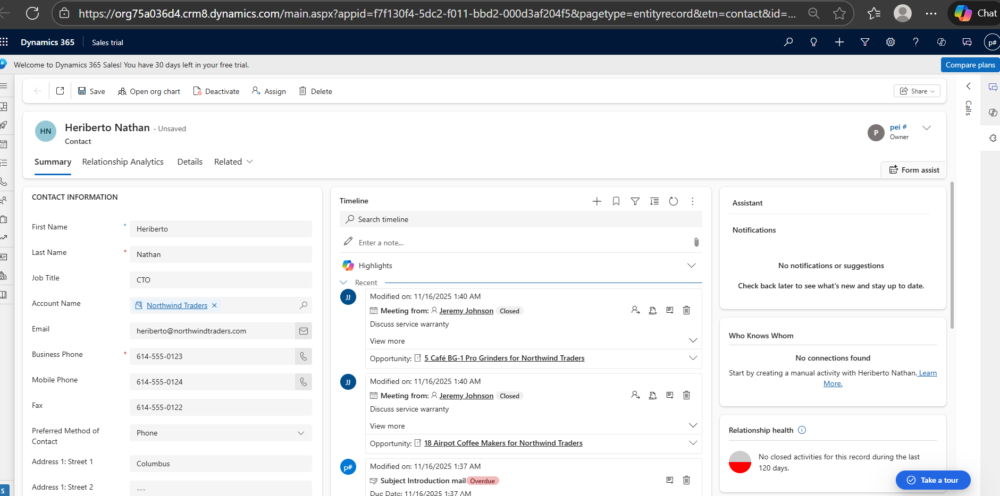 https://org75a036d4.crm8.dynamics.com/main.aspx?appid=f7f130f4-5dc2-f011-bbd2-000d3af204f5&pagetype=entityrecord&etn=contact&id=...
Chat
Dynamics 365
Sales trial
p#
Welcome to Dynamics 365 Sales! You have 30 days left in your free trial.
Compare plans
Save
Open org chart
Deactivate
Assign
Delete
Share
Calls
HN
Heriberto Nathan - Unsaved
Contact
P
pei #
Owner
Summary
Relationship Analytics
Details
Related
Form assist
CONTACT INFORMATION
First Name + Heriberto
Last Name * Nathan
Job Title CTO
Account Name Northwind Traders
Email heriberto@northwindtraders.com
Business Phone * 614-555-0123
Mobile Phone 614-555-0124
Fax 614-555-0122
Preferred Method of
Contact
Phone
Address 1: Street 1 Columbus
Address 1: Street 2 ---
S
Timeline
Search timeline
Enter a note...
Highlights
Recent
JJ
Modified on: 11/16/2025 1:40 AM
Meeting from: Jeremy Johnson Closed
Discuss service warranty
View more
Opportunity: 5 Café BG-1 Pro Grinders for Northwind Traders
JJ
Modified on: 11/16/2025 1:40 AM
Meeting from: Jeremy Johnson Closed
Discuss service warranty
View more
Opportunity: 18 Airpot Coffee Makers for Northwind Traders
p#
Modified on: 11/16/2025 1:37 AM
Subject Introduction mail Overdue
Due Date: 11/16/2025 1:37 AM
Assistant
Notifications
No notifications or suggestions
Check back later to see what's new and stay up to date.
Who Knows Whom
No connections found
Start by creating a manual activity with Heriberto Nathan. Learn
More.
Relationship health
No closed activities for this record during the last
120 days.
Take a tour